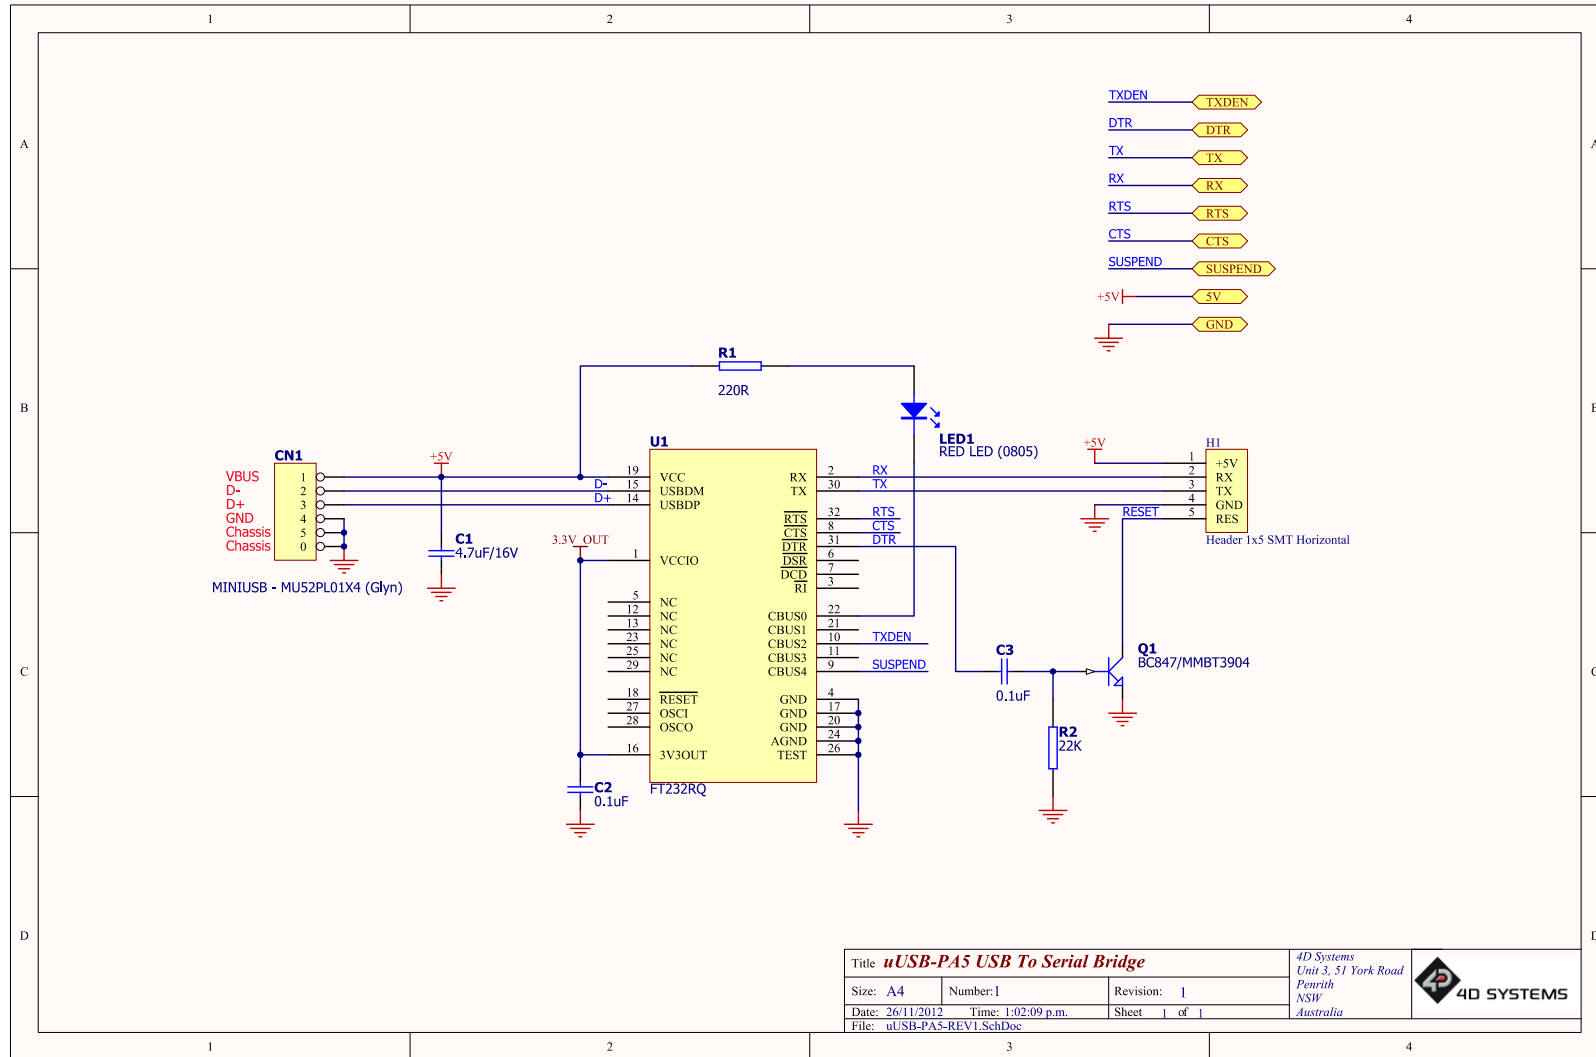 1 2 3 4
A A
B B
C C
D D
TXDEN TXDEN
DTR DTR
TX TX
RX RX
RTS RTS
CTS CTS
SUSPEND SUSPEND
+5V 5V
GND
R1
220R
LED1
RED LED (0805)
CN1
VBUS 1
D- 2
D+ 3
GND 4
Chassis 5
Chassis 0
MINIUSB - MU52PL01X4 (Glyn)
+5V
C1
4.7uF/16V
D-
D+
3.3V_OUT
U1
19 VCC
15 USBDM
14 USBDP
1 VCCIO
5 NC
12 NC
13 NC
23 NC
25 NC
29 NC
18 RESET
27 OSCI
28 OSCO
16 3V3OUT
RX 2 RX
TX 30 TX
RTS 32 RTS
CTS 8 CTS
DTR 31 DTR
DSR 6
DCD 7
RI 3
CBUS0 22
CBUS1 21
CBUS2 10 TXDEN
CBUS3 11
CBUS4 9 SUSPEND
GND 4
GND 17
GND 20
AGND 24
TEST 26
FT232RQ
C2
0.1uF
+5V
H1
1 +5V
2 RX
3 TX
4 GND
RESET 5 RES
Header 1x5 SMT Horizontal
C3
0.1uF
R2
22K
Q1
BC847/MMBT3904
Title uUSB-PA5 USB To Serial Bridge
Size: A4 Number:1 Revision: 1
Date: 26/11/2012 Time: 1:02:09 p.m. Sheet 1 of 1
File: uUSB-PA5-REV1.SchDoc
4D Systems
Unit 3, 51 York Road
Penrith
NSW
Australia
4D SYSTEMS
1 2 3 4